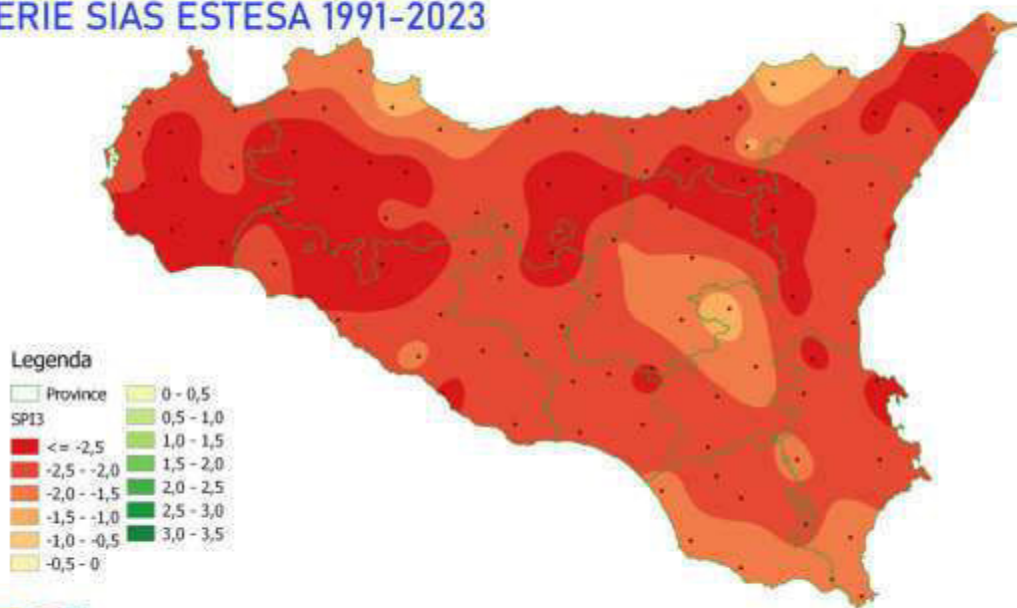 ERIE SIAS ESTESA 1991-2023
Legenda
Province
SPI3
<= -2,5
-2,5 - -2,0
-2,0 - -1,5
-1,5 - -1,0
-1,0 - -0,5
-0,5 - 0
0 - 0,5
0,5 - 1,0
1,0 - 1,5
1,5 - 2,0
2,0 - 2,5
2,5 - 3,0
3,0 - 3,5